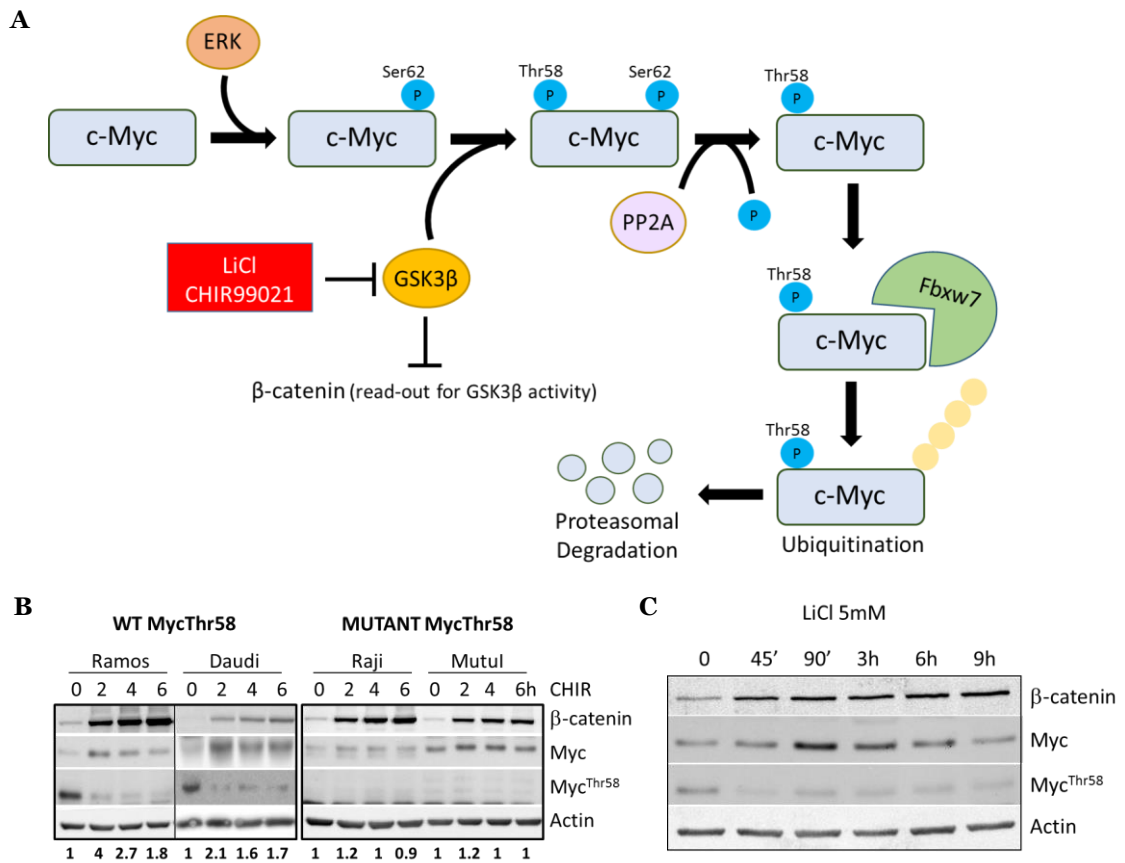 A
ERK
Ser62
Thr58
Ser62
Thr58
P
P
P
P
c-Myc
c-Myc
c-Myc
c-Myc
PP2A
P
LiCl
CHIR99021
GSK3β
Thr58
P
Fbxw7
c-Myc
β-catenin (read-out for GSK3β activity)
Thr58
P
c-Myc
Proteasomal
Degradation
Ubiquitination
B
WT MycThr58
MUTANT MycThr58
Ramos
Daudi
Raji
Mutul
0 2 4 6 0 2 4 6 0 2 4 6 0 2 4 6h CHIR
β-catenin
Myc
MycThr58
Actin
1 4 2.7 1.8 1 2.1 1.6 1.7 1 1.2 1 0.9 1 1.2 1 1
C
LiCl 5mM
0 45’ 90’ 3h 6h 9h
β-catenin
Myc
MycThr58
Actin